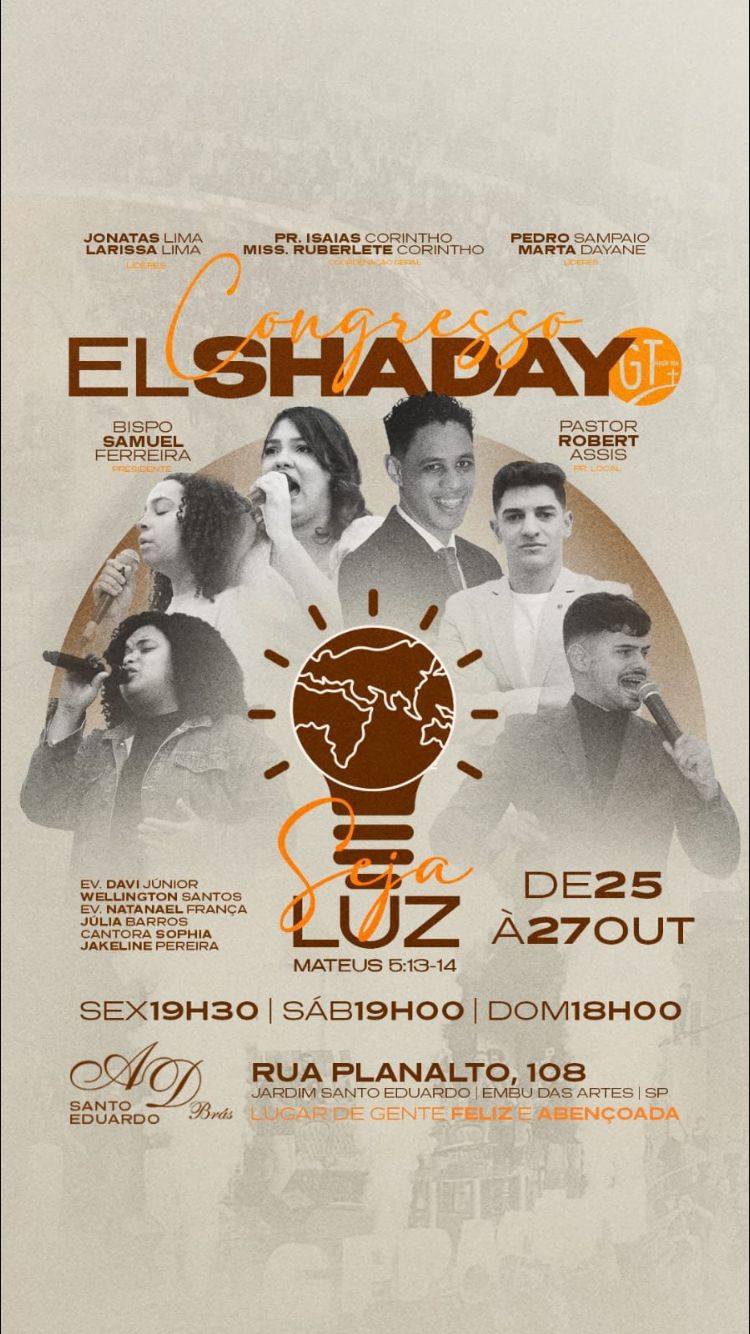 JONATAS LIMA
LARISSA LIMA
LÍDERES
PR. ISAIAS CORINTHO
MISS. RUBERLETE CORINTHO
COORDENAÇÃO GERAL
PEDRO SAMPAIO
MARTA DAYANE
LÍDERES
Congresso
ELSHADAY
GT
BISPO
SAMUEL
FERREIRA
PRESIDENTE
PASTOR
ROBERT
ASSIS
PR. LOCAL
Seja
LUZ
MATEUS 5:13-14
EV. DAVI JÚNIOR
WELLINGTON SANTOS
EV. NATANAEL FRANÇA
JÚLIA BARROS
CANTORA SOPHIA
JAKELINE PEREIRA
DE25
À27OUT
SEX19H30 | SÁB19H00 | DOM18H00
AD
Brás
SANTO
EDUARDO
RUA PLANALTO, 108
JARDIM SANTO EDUARDO | EMBU DAS ARTES | SP
LUGAR DE GENTE FELIZ E ABENÇOADA